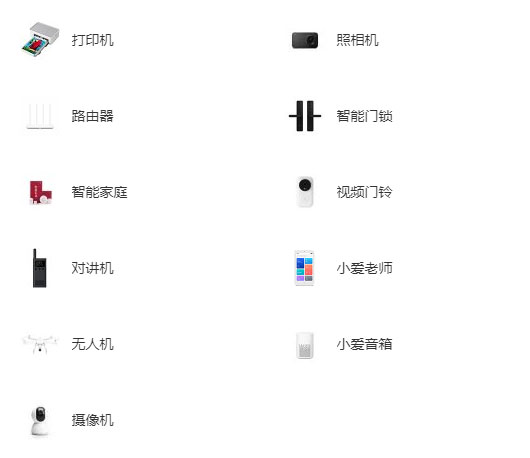 打印机
照相机
路由器
智能门锁
智能家庭
视频门铃
对讲机
小爱老师
无人机
小爱音箱
摄像机